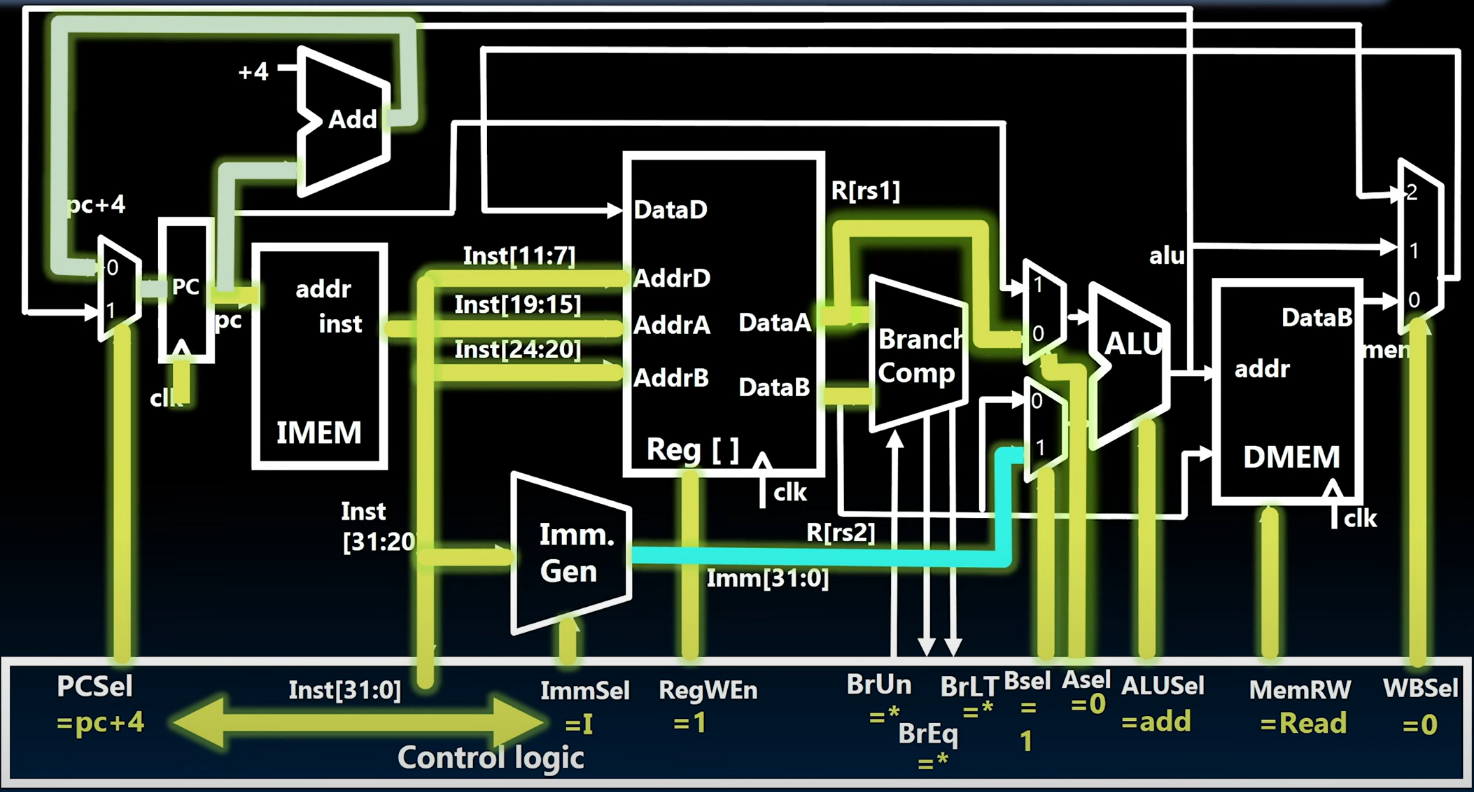 +4
Add
pc+4
0
1
PC
pc
clk
addr
inst
IMEM
Inst[11:7]
Inst[19:15]
Inst[24:20]
DataD
AddrD
AddrA
AddrB
DataA
DataB
Reg [ ]
clk
R[rs1]
Branch
Comp
1
0
0
1
ALU
alu
addr
DataB
DMEM
clk
2
1
0
mem
Inst
[31:20]
Imm.
Gen
R[rs2]
Imm[31:0]
PCSel
=pc+4
Inst[31:0]
Control logic
ImmSel
=I
RegWEn
=1
BrUn
=*
BrEq
=*
BrLT
=*
Bsel
=
1
Asel
=0
ALUSel
=add
MemRW
=Read
WBSel
=0